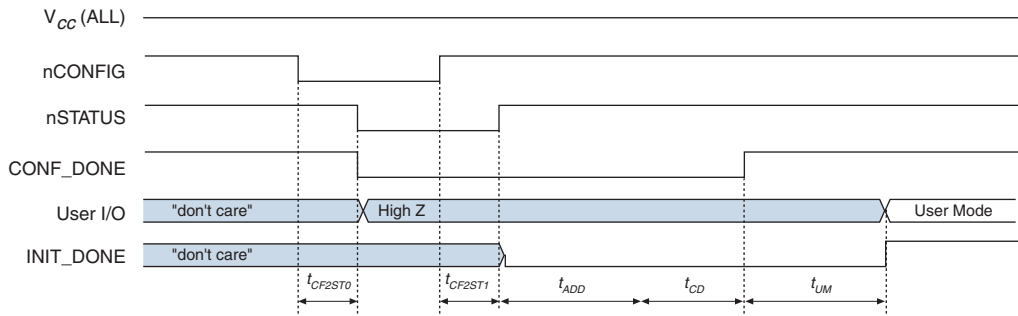 VCC (ALL)
nCONFIG
nSTATUS
CONF_DONE
User I/O "don't care" High Z User Mode
INIT_DONE "don't care"
tCF2ST0 tCF2ST1 tADD tCD tUM